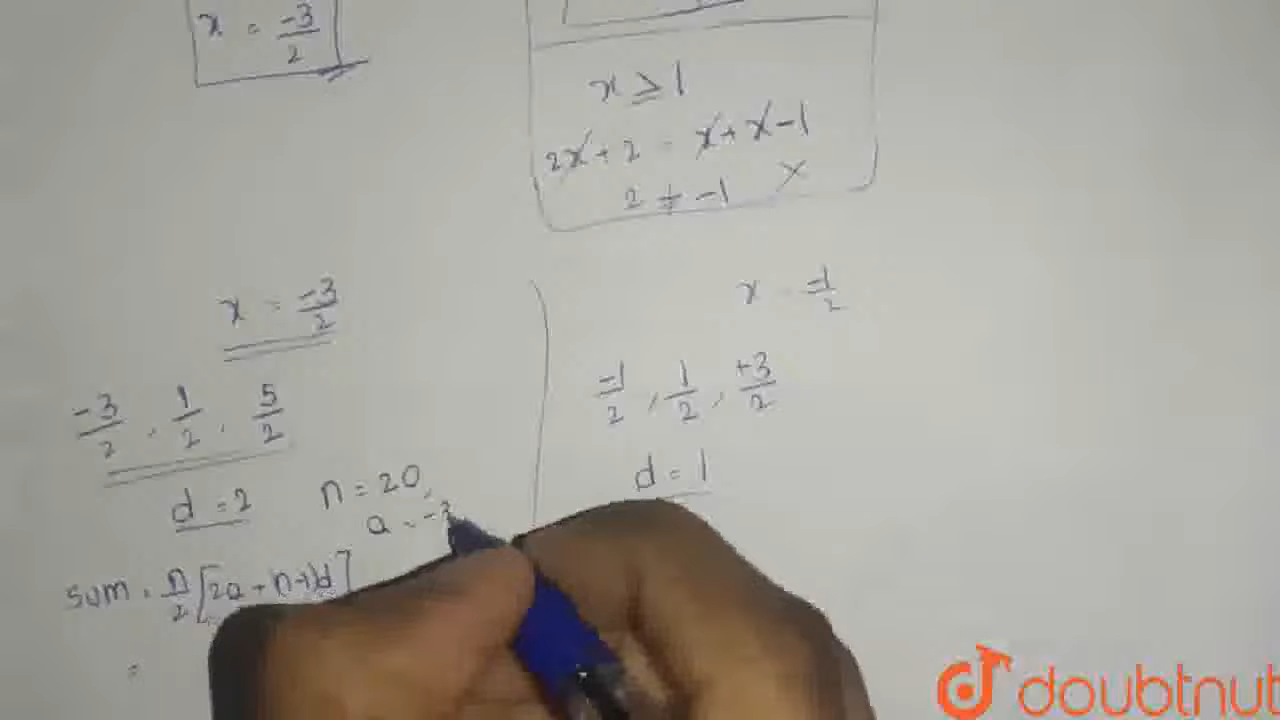 x = -3/2
x ≥ 1
2x + 2 = x + x - 1
2 ≠ -1 ×
x = -3/2
-3/2, 1/2, 5/2
d = 2 n = 20,
a = -3
sum = n/2 [2a + (n-1)d]
=
x = -1/2
-1/2, 1/2, +3/2
d = 1
doubtnut